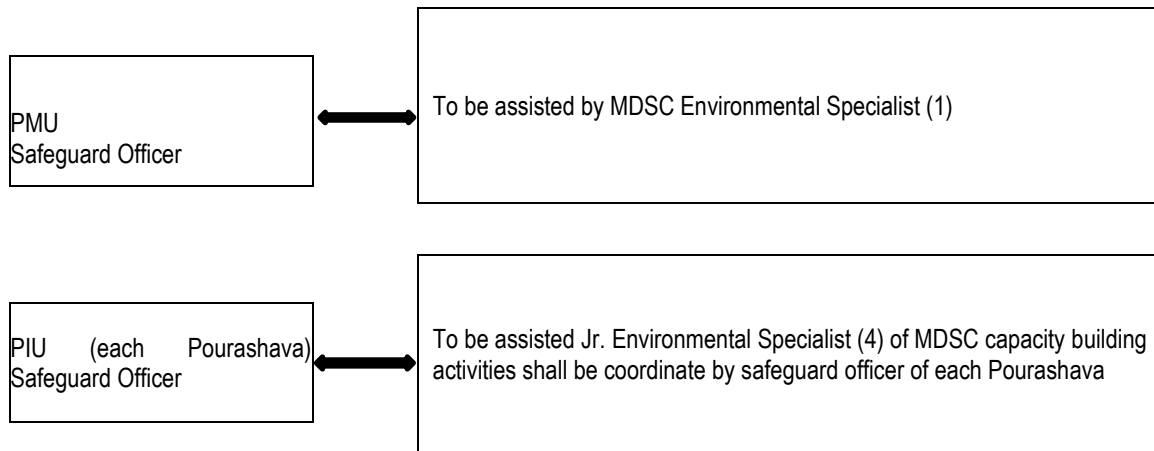 PMU
Safeguard Officer
To be assisted by MDSC Environmental Specialist (1)
PIU (each Pourashava)
Safeguard Officer
To be assisted Jr. Environmental Specialist (4) of MDSC capacity building
activities shall be coordinate by safeguard officer of each Pourashava